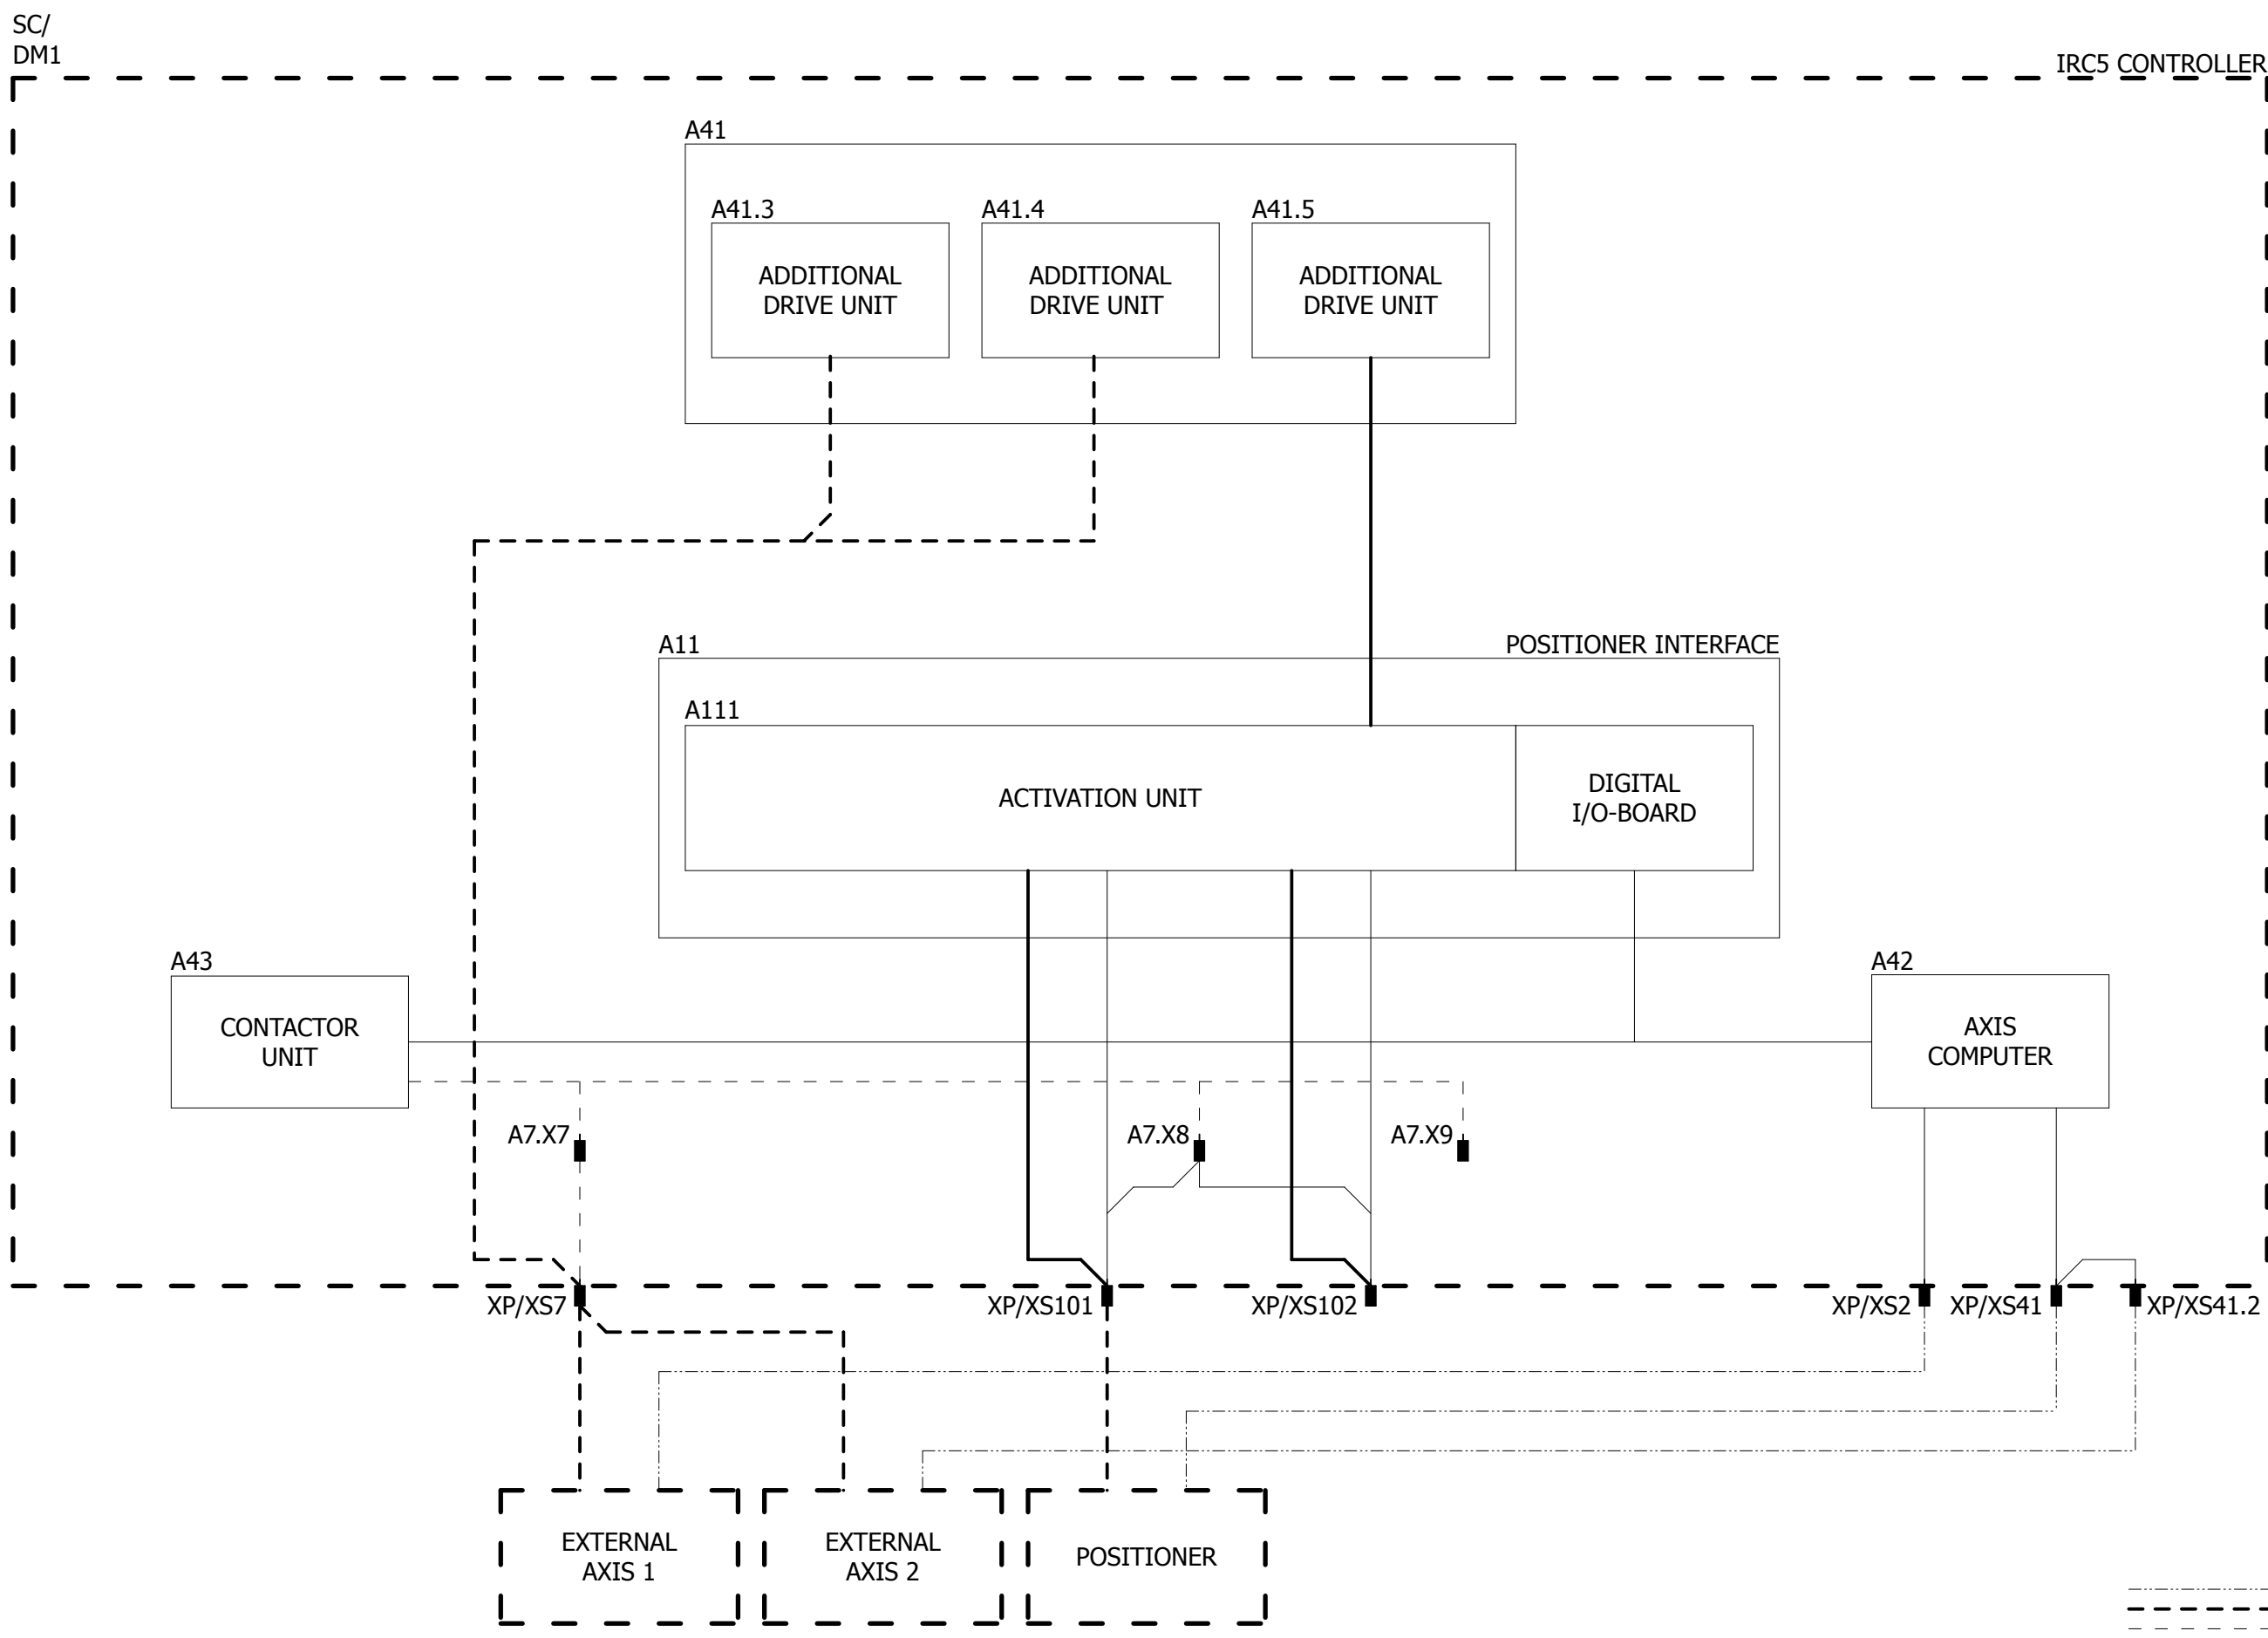 SC/
DM1
IRC5 CONTROLLER
A41
A41.3
A41.4
A41.5
ADDITIONAL
DRIVE UNIT
ADDITIONAL
DRIVE UNIT
ADDITIONAL
DRIVE UNIT
A11
POSITIONER INTERFACE
A111
ACTIVATION UNIT
DIGITAL
I/O-BOARD
A43
CONTACTOR
UNIT
A42
AXIS
COMPUTER
A7.X7
A7.X8
A7.X9
XP/XS7
XP/XS101
XP/XS102
XP/XS2
XP/XS41
XP/XS41.2
EXTERNAL
AXIS 1
EXTERNAL
AXIS 2
POSITIONER